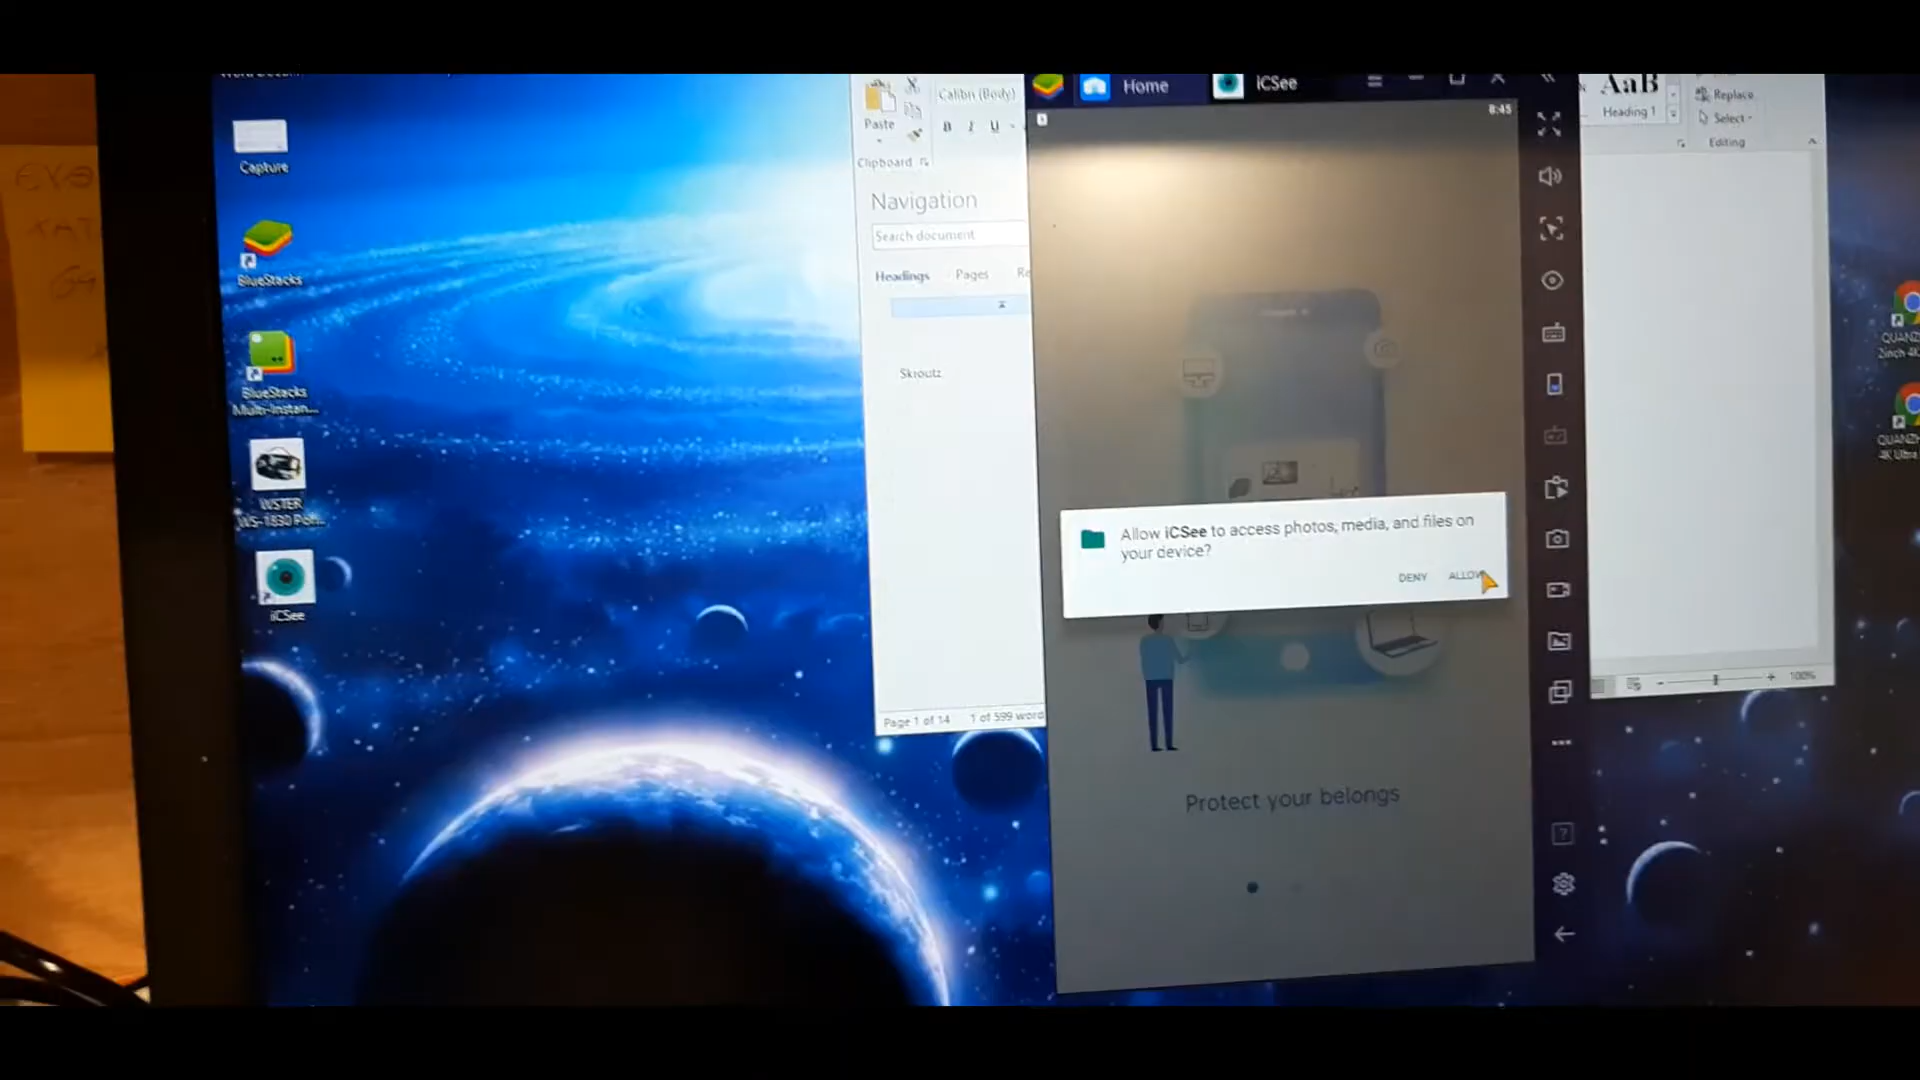 Capture
BlueStacks
BlueStacks
Multi-Instan...
WSTER
WS-1830 Port...
iCSee
Paste
Clipboard
Calibri (Body)
B I U
Navigation
Search document
Headings Pages Re
Skroutz
Page 1 of 14 1 of 599 word
Home
iCSee
8:45
Allow iCSee to access photos, media, and files on
your device?
DENY ALLOW
Protect your belongs
AaB
Heading 1
Replace
Select
Editing
100%
QUANZ
2inch 4K
QUANZ
4K Ultra